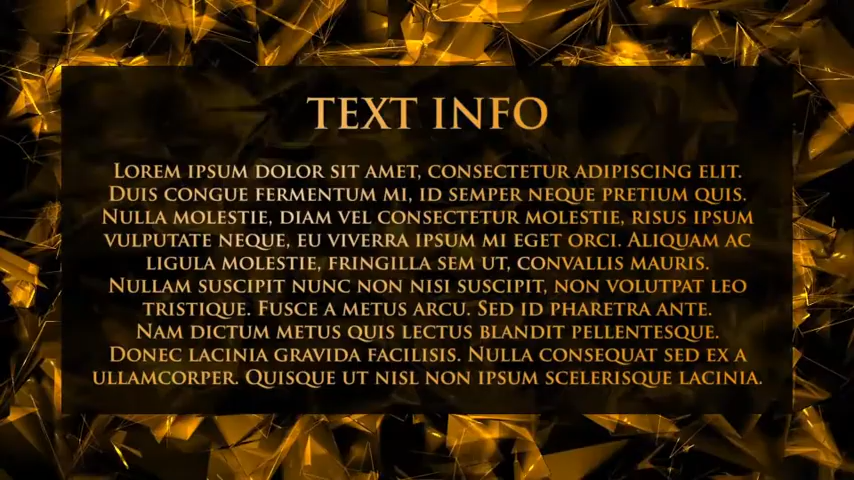 TEXT INFO
LOREM IPSUM DOLOR SIT AMET, CONSECTETUR ADIPISCING ELIT.
DUIS CONGUE FERMENTUM MI, ID SEMPER NEQUE PRETIUM QUIS.
NULLA MOLESTIE, DIAM VEL CONSECTETUR MOLESTIE, RISUS IPSUM
VULPUTATE NEQUE, EU VIVERRA IPSUM MI EGET ORCI. ALIQUAM AC
LIGULA MOLESTIE, FRINGILLA SEM UT, CONVALLIS MAURIS.
NULLAM SUSCIPIT NUNC NON NISI SUSCIPIT, NON VOLUTPAT LEO
TRISTIQUE. FUSCE A METUS ARCU. SED ID PHARETRA ANTE.
NAM DICTUM METUS QUIS LECTUS BLANDIT PELLENTESQUE.
DONEC LACINIA GRAVIDA FACILISIS. NULLA CONSEQUAT SED EX A
ULLAMCORPER. QUISQUE UT NISL NON IPSUM SCELERISQUE LACINIA.